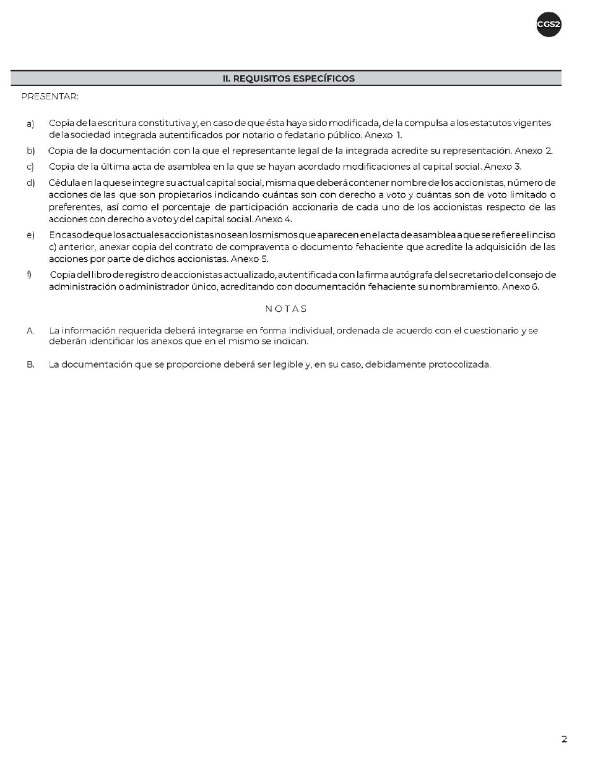 CGS2
II. REQUISITOS ESPECÍFICOS
PRESENTAR:
a) Copia de la escritura constitutiva y, en caso de que ésta haya sido modificada, de la compulsa a los estatutos vigentes
de la sociedad integrada autentificados por notario o fedatario público. Anexo 1.
b) Copia de la documentación con la que el representante legal de la integrada acredite su representación. Anexo 2.
c) Copia de la última acta de asamblea en la que se hayan acordado modificaciones al capital social. Anexo 3.
d) Cédula en la que se integre su actual capital social, misma que deberá contener nombre de los accionistas, número de
acciones de las que son propietarios indicando cuántas son con derecho a voto y cuántas son de voto limitado o
preferentes, así como el porcentaje de participación accionaria de cada uno de los accionistas respecto de las
acciones con derecho a voto y del capital social. Anexo 4.
e) En caso de que los actuales accionistas no sean los mismos que aparecen en el acta de asamblea a que se refiere el inciso
c) anterior, anexar copia del contrato de compraventa o documento fehaciente que acredite la adquisición de las
acciones por parte de dichos accionistas. Anexo 5.
f) Copia del libro de registro de accionistas actualizado, autentificada con la firma autógrafa del secretario del consejo de
administración o administrador único, acreditando con documentación fehaciente su nombramiento. Anexo 6.
N O T A S
A. La información requerida deberá integrarse en forma individual, ordenada de acuerdo con el cuestionario y se
deberán identificar los anexos que en el mismo se indican.
B. La documentación que se proporcione deberá ser legible y, en su caso, debidamente protocolizada.
2